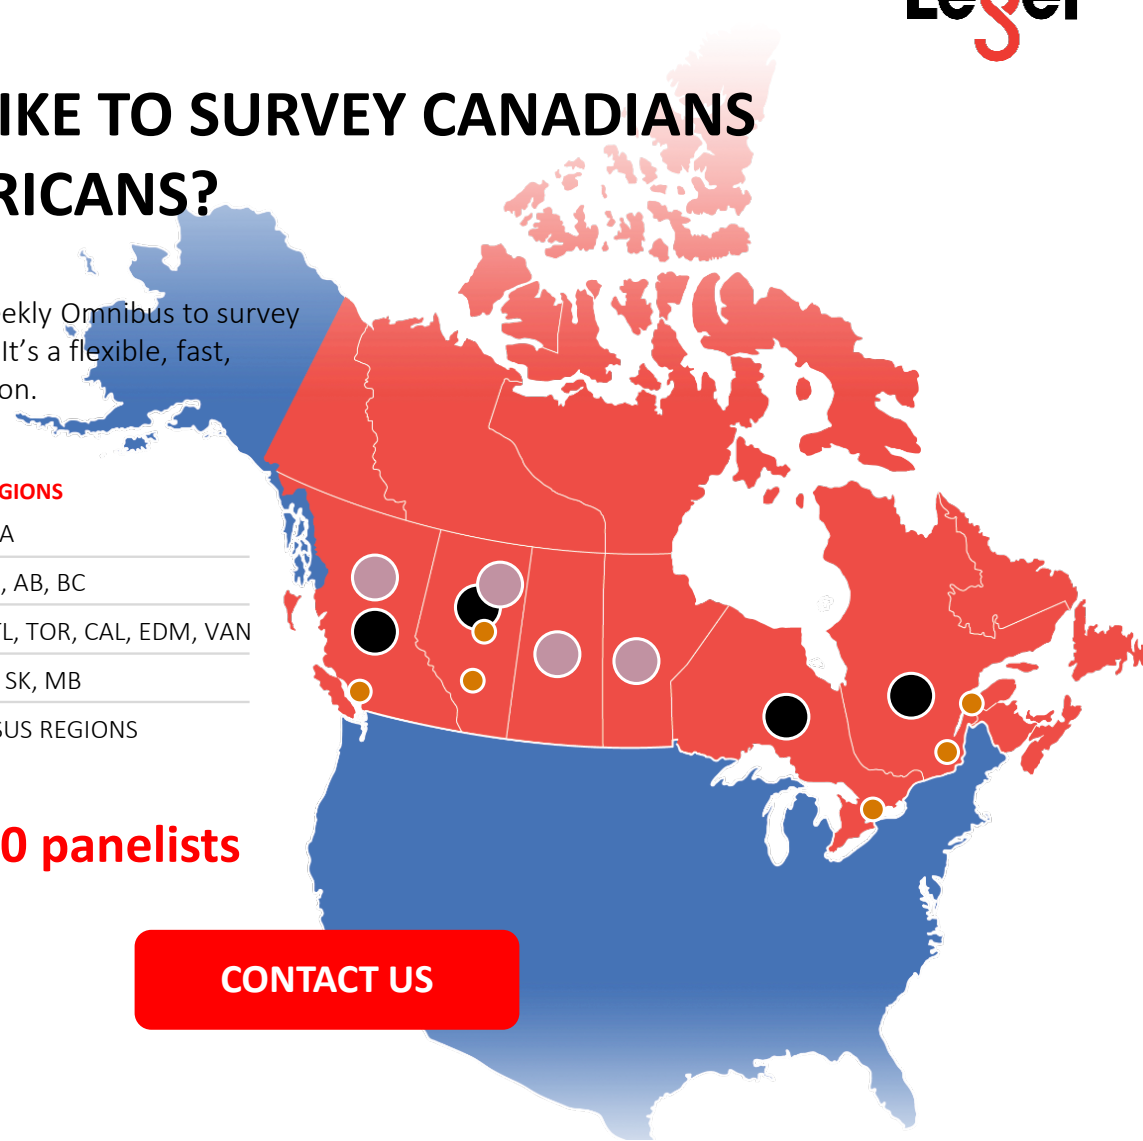 IKE TO SURVEY CANADIANS
RICANS?
ekly Omnibus to survey
It's a flexible, fast,
on.
GIONS
A
, AB, BC
L, TOR, CAL, EDM, VAN
SK, MB
SUS REGIONS
0 panelists
CONTACT US